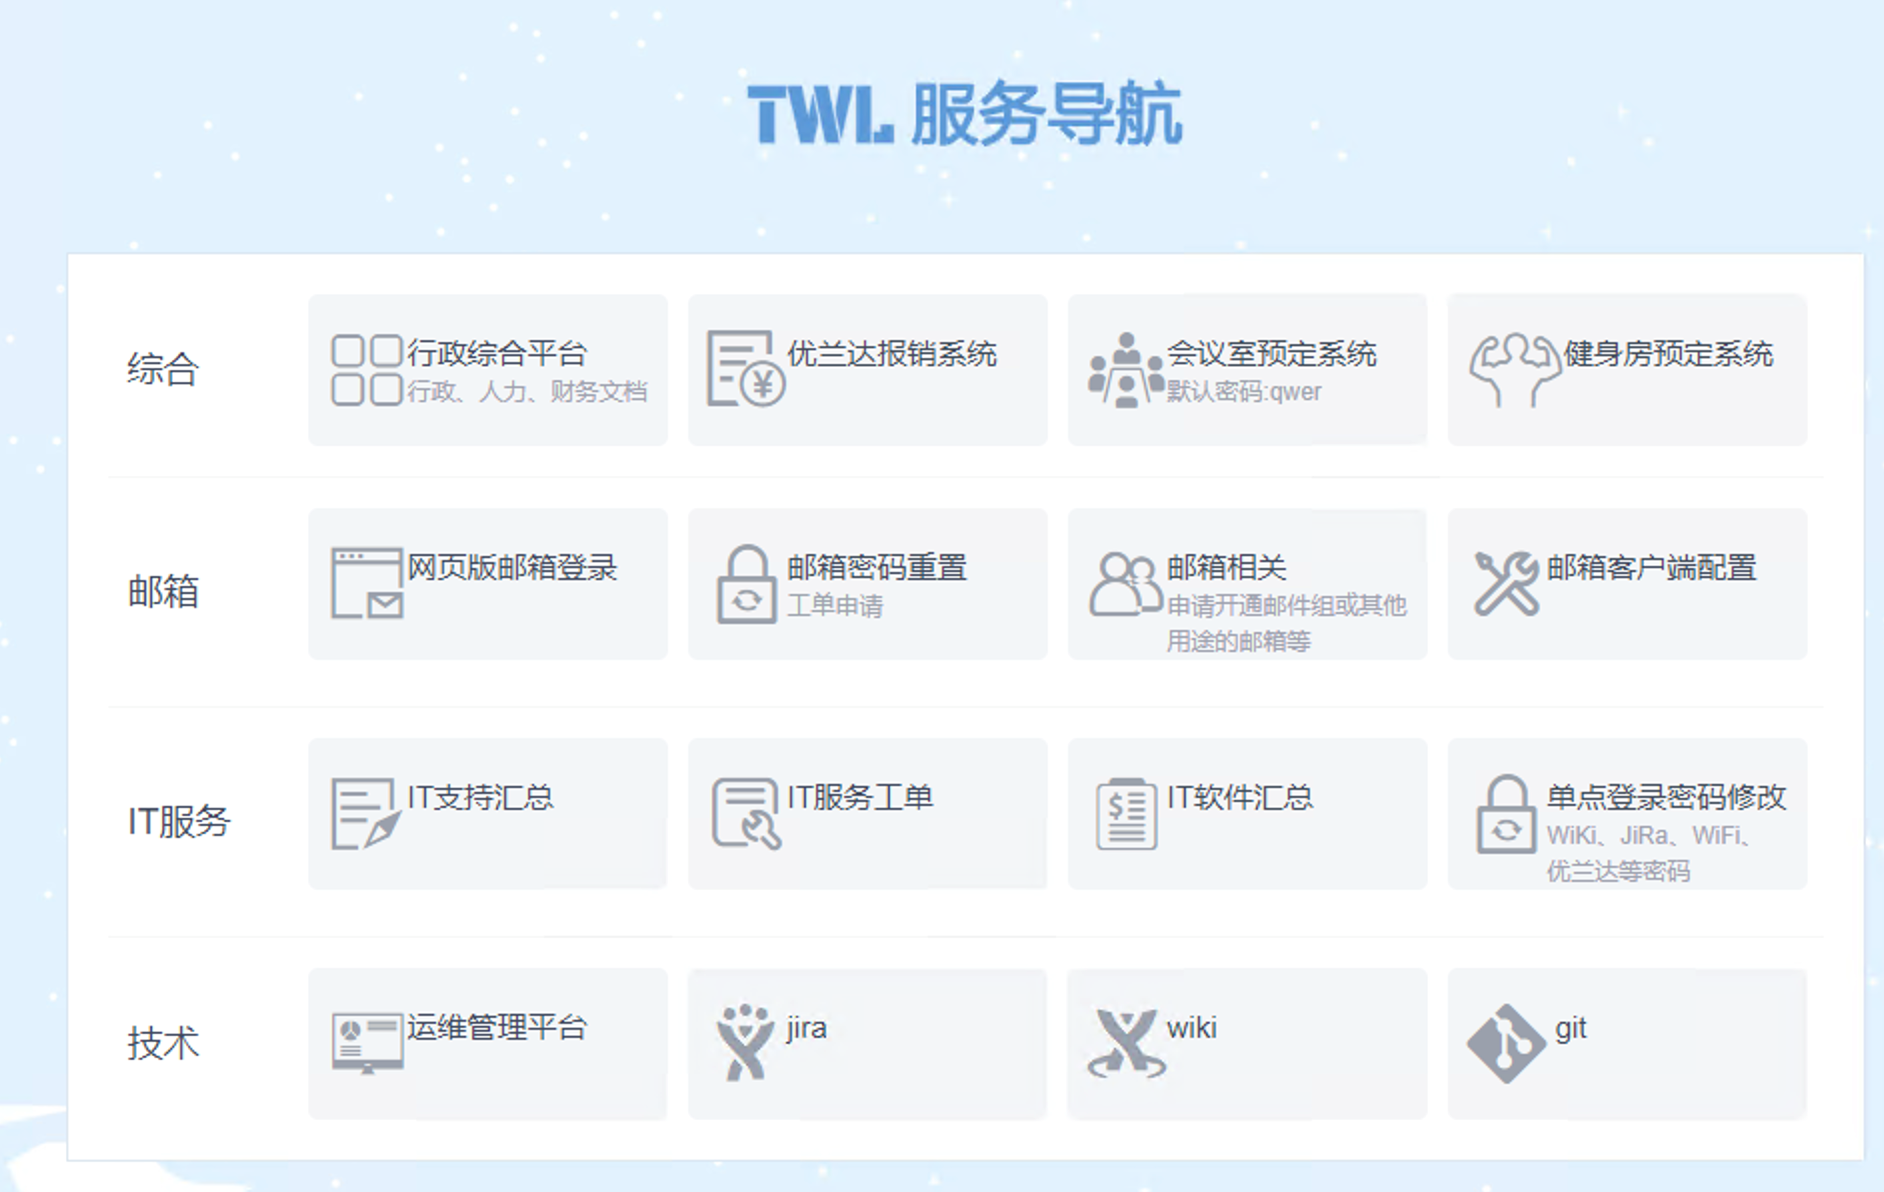 TWL 服务导航
综合
行政综合平台
行政、人力、财务文档
优兰达报销系统
会议室预定系统
默认密码:qwer
健身房预定系统
邮箱
网页版邮箱登录
邮箱密码重置
工单申请
邮箱相关
申请开通邮件组或其他
用途的邮箱等
邮箱客户端配置
IT服务
IT支持汇总
IT服务工单
IT软件汇总
单点登录密码修改
WiKi、JiRa、WiFi、
优兰达等密码
技术
运维管理平台
jira
wiki
git